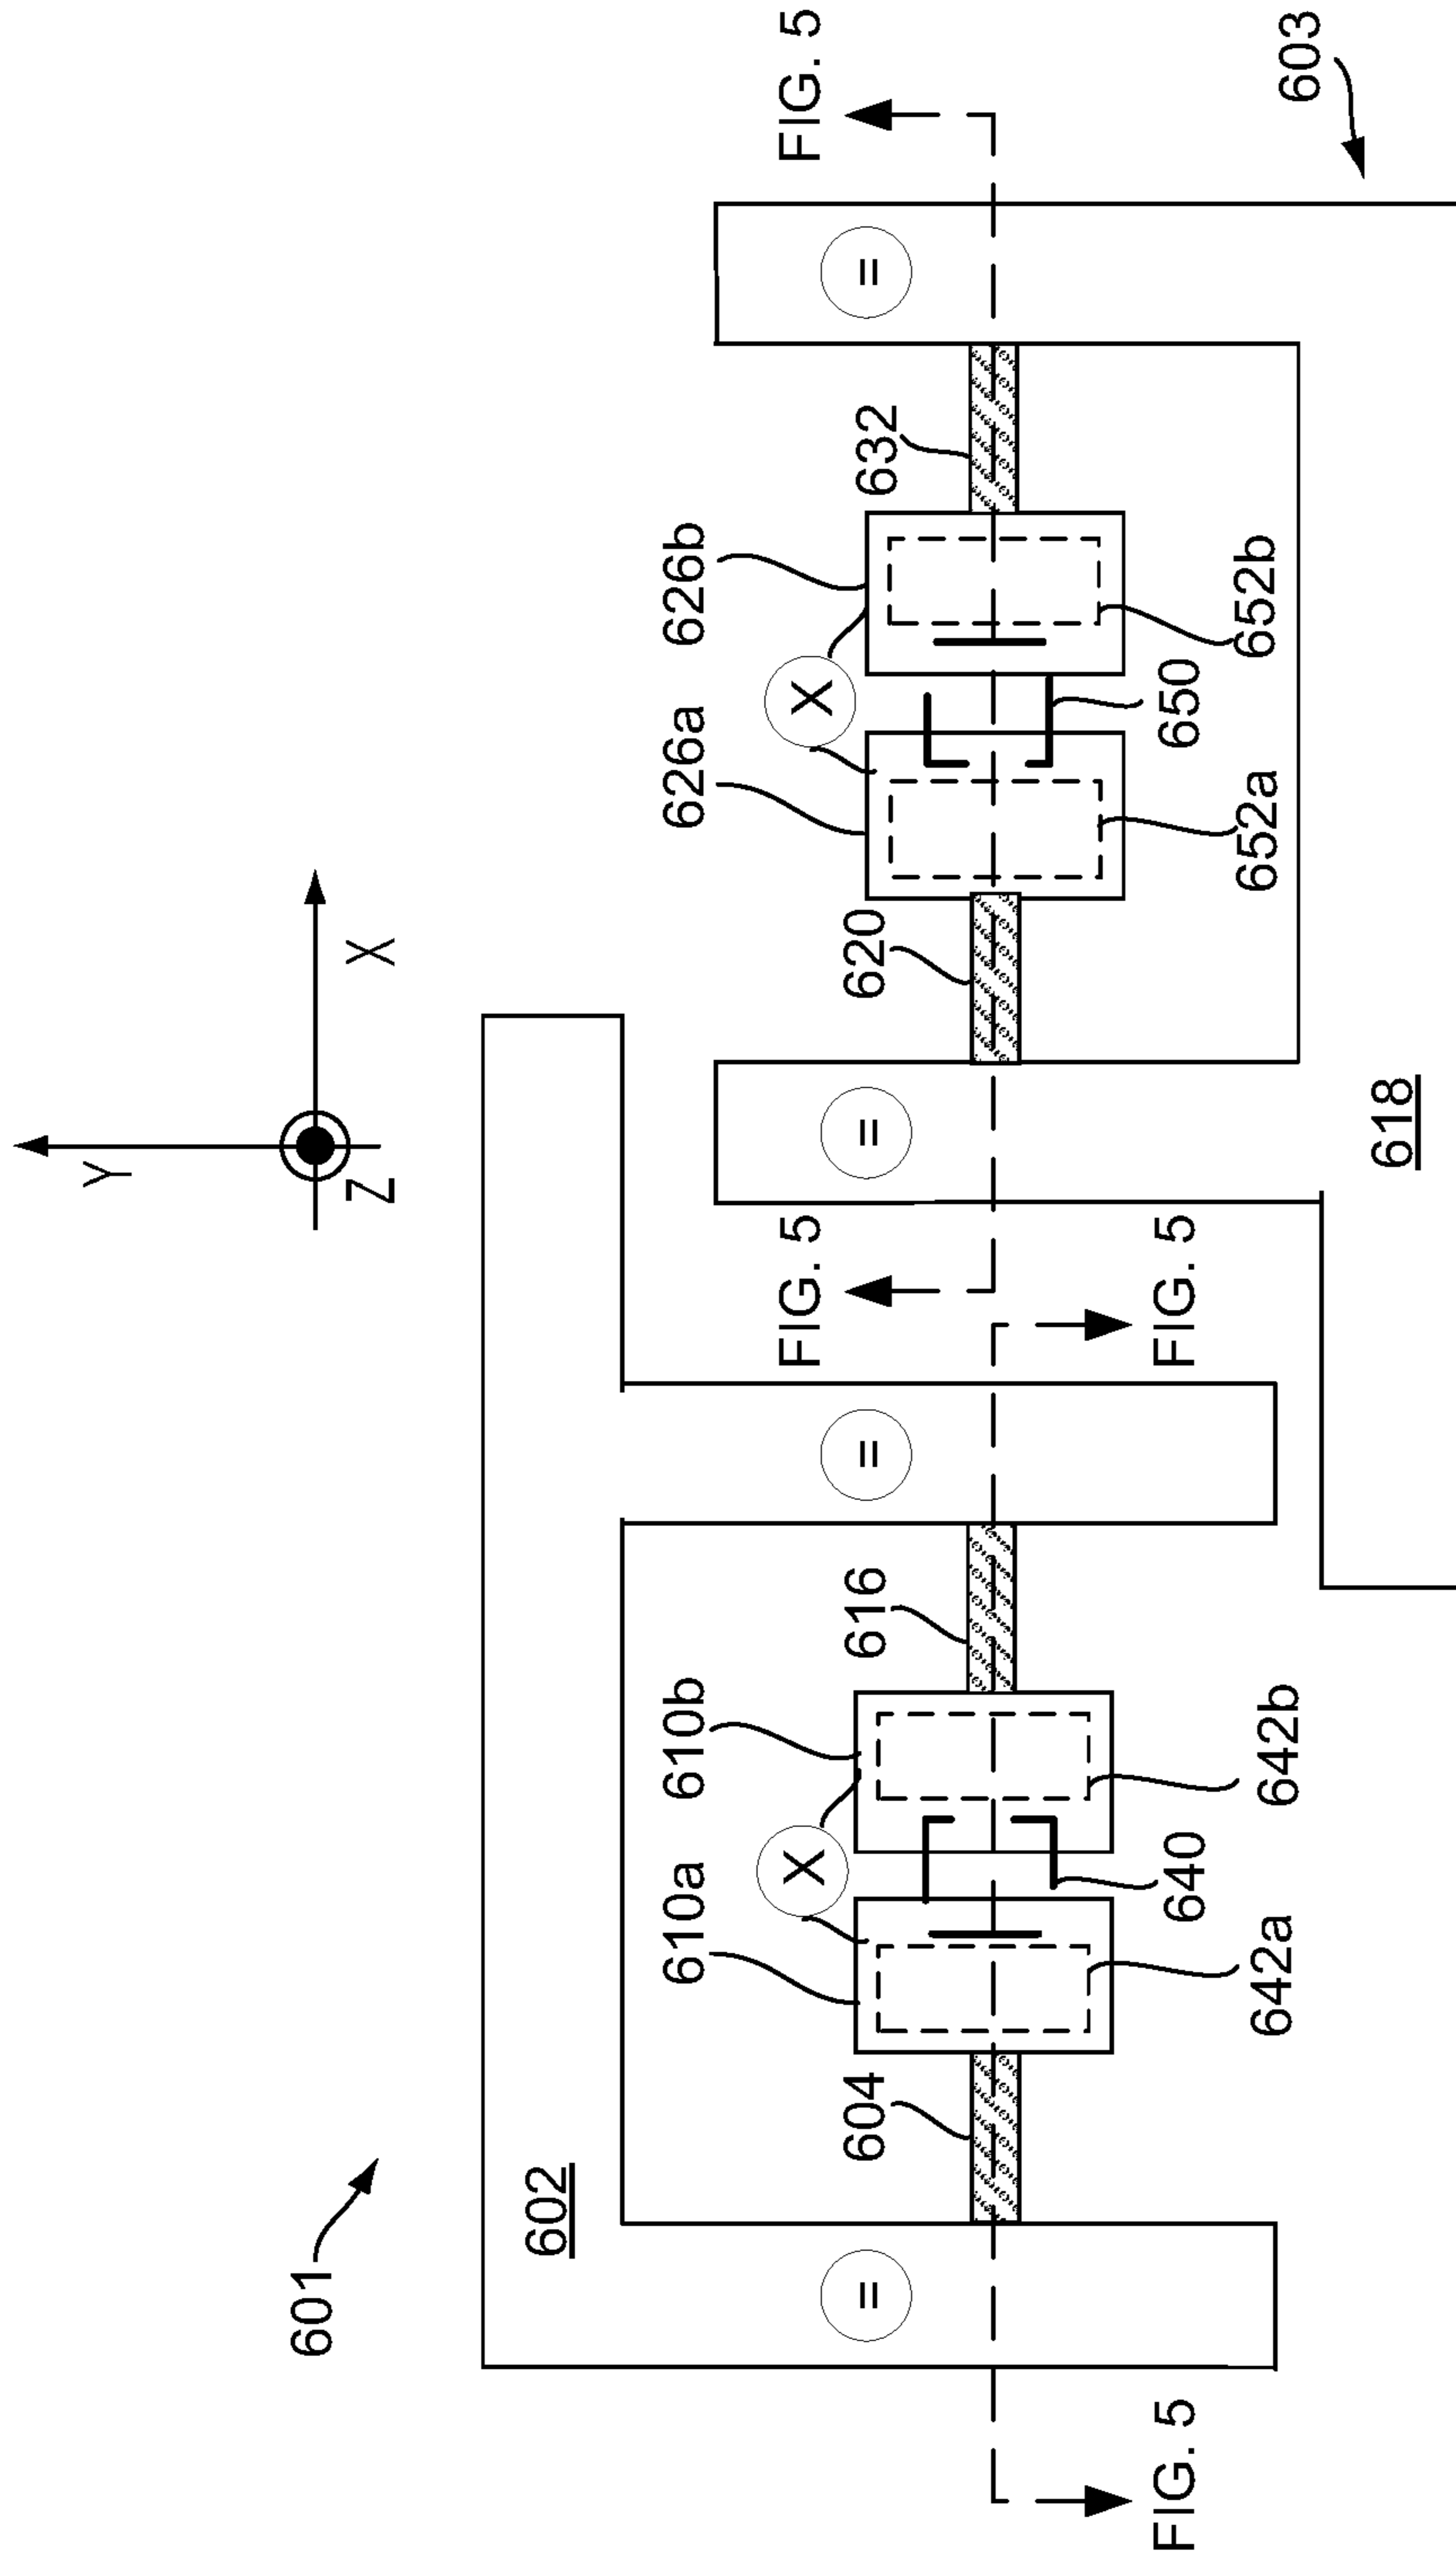 601
602
Y
X
Z
610a
610b
X
604
616
642a
640
642b
=
=
FIG. 5
FIG. 5
FIG. 5
FIG. 5
626a
626b
X
620
632
652a
650
652b
=
=
618
603